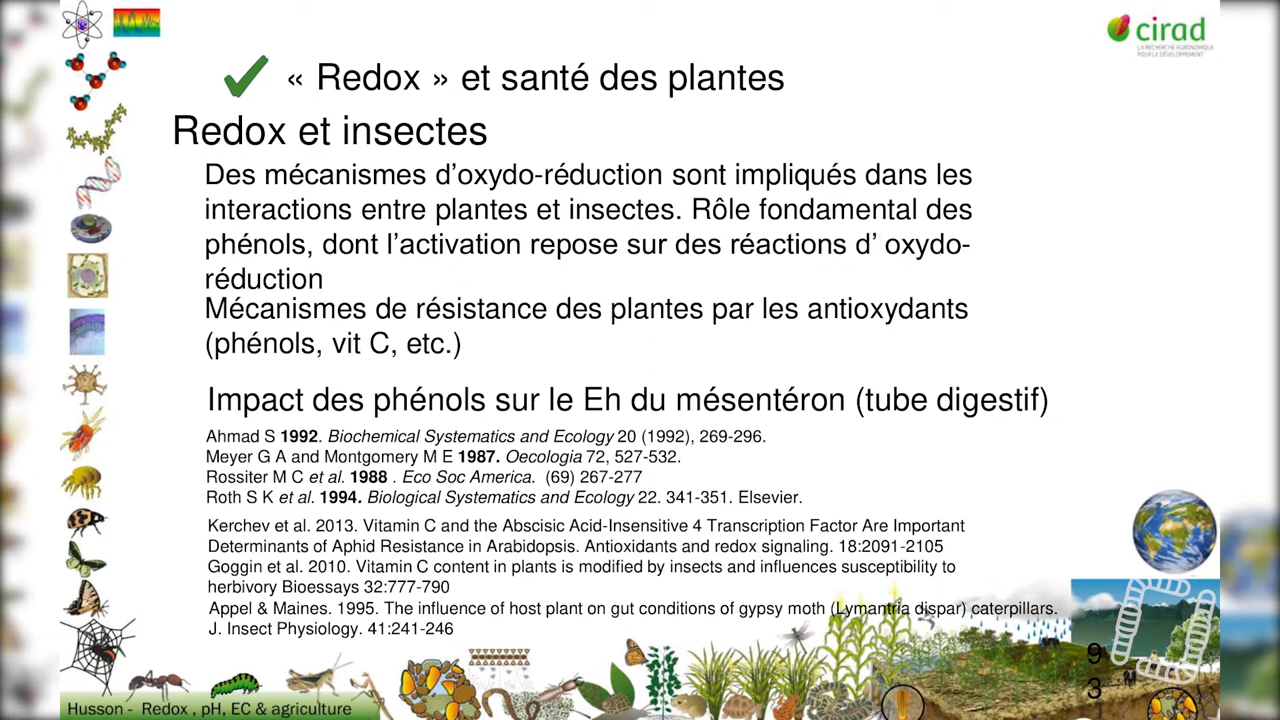 cirad
LA RECHERCHE AGRONOMIQUE
POUR LE DÉVELOPPEMENT
« Redox » et santé des plantes
Redox et insectes
Des mécanismes d’oxydo-réduction sont impliqués dans les
interactions entre plantes et insectes. Rôle fondamental des
phénols, dont l’activation repose sur des réactions d’ oxydo-
réduction
Mécanismes de résistance des plantes par les antioxydants
(phénols, vit C, etc.)
Impact des phénols sur le Eh du mésentéron (tube digestif)
Ahmad S 1992. Biochemical Systematics and Ecology 20 (1992), 269-296.
Meyer G A and Montgomery M E 1987. Oecologia 72, 527-532.
Rossiter M C et al. 1988 . Eco Soc America. (69) 267-277
Roth S K et al. 1994. Biological Systematics and Ecology 22. 341-351. Elsevier.
Kerchev et al. 2013. Vitamin C and the Abscisic Acid-Insensitive 4 Transcription Factor Are Important
Determinants of Aphid Resistance in Arabidopsis. Antioxidants and redox signaling. 18:2091-2105
Goggin et al. 2010. Vitamin C content in plants is modified by insects and influences susceptibility to
herbivory Bioessays 32:777-790
Appel & Maines. 1995. The influence of host plant on gut conditions of gypsy moth (Lymantria dispar) caterpillars.
J. Insect Physiology. 41:241-246
9
3
Husson - Redox , pH, EC & agriculture